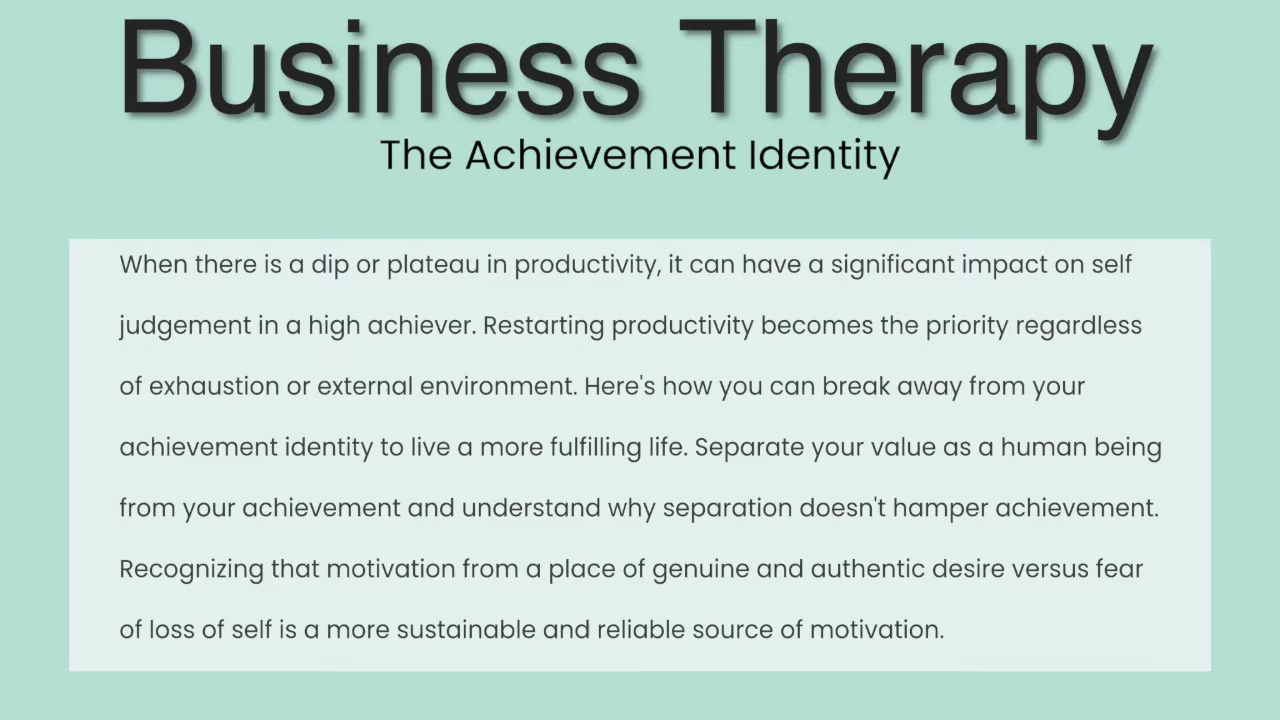 Business Therapy
The Achievement Identity
When there is a dip or plateau in productivity, it can have a significant impact on self
judgement in a high achiever. Restarting productivity becomes the priority regardless
of exhaustion or external environment. Here's how you can break away from your
achievement identity to live a more fulfilling life. Separate your value as a human being
from your achievement and understand why separation doesn't hamper achievement.
Recognizing that motivation from a place of genuine and authentic desire versus fear
of loss of self is a more sustainable and reliable source of motivation.